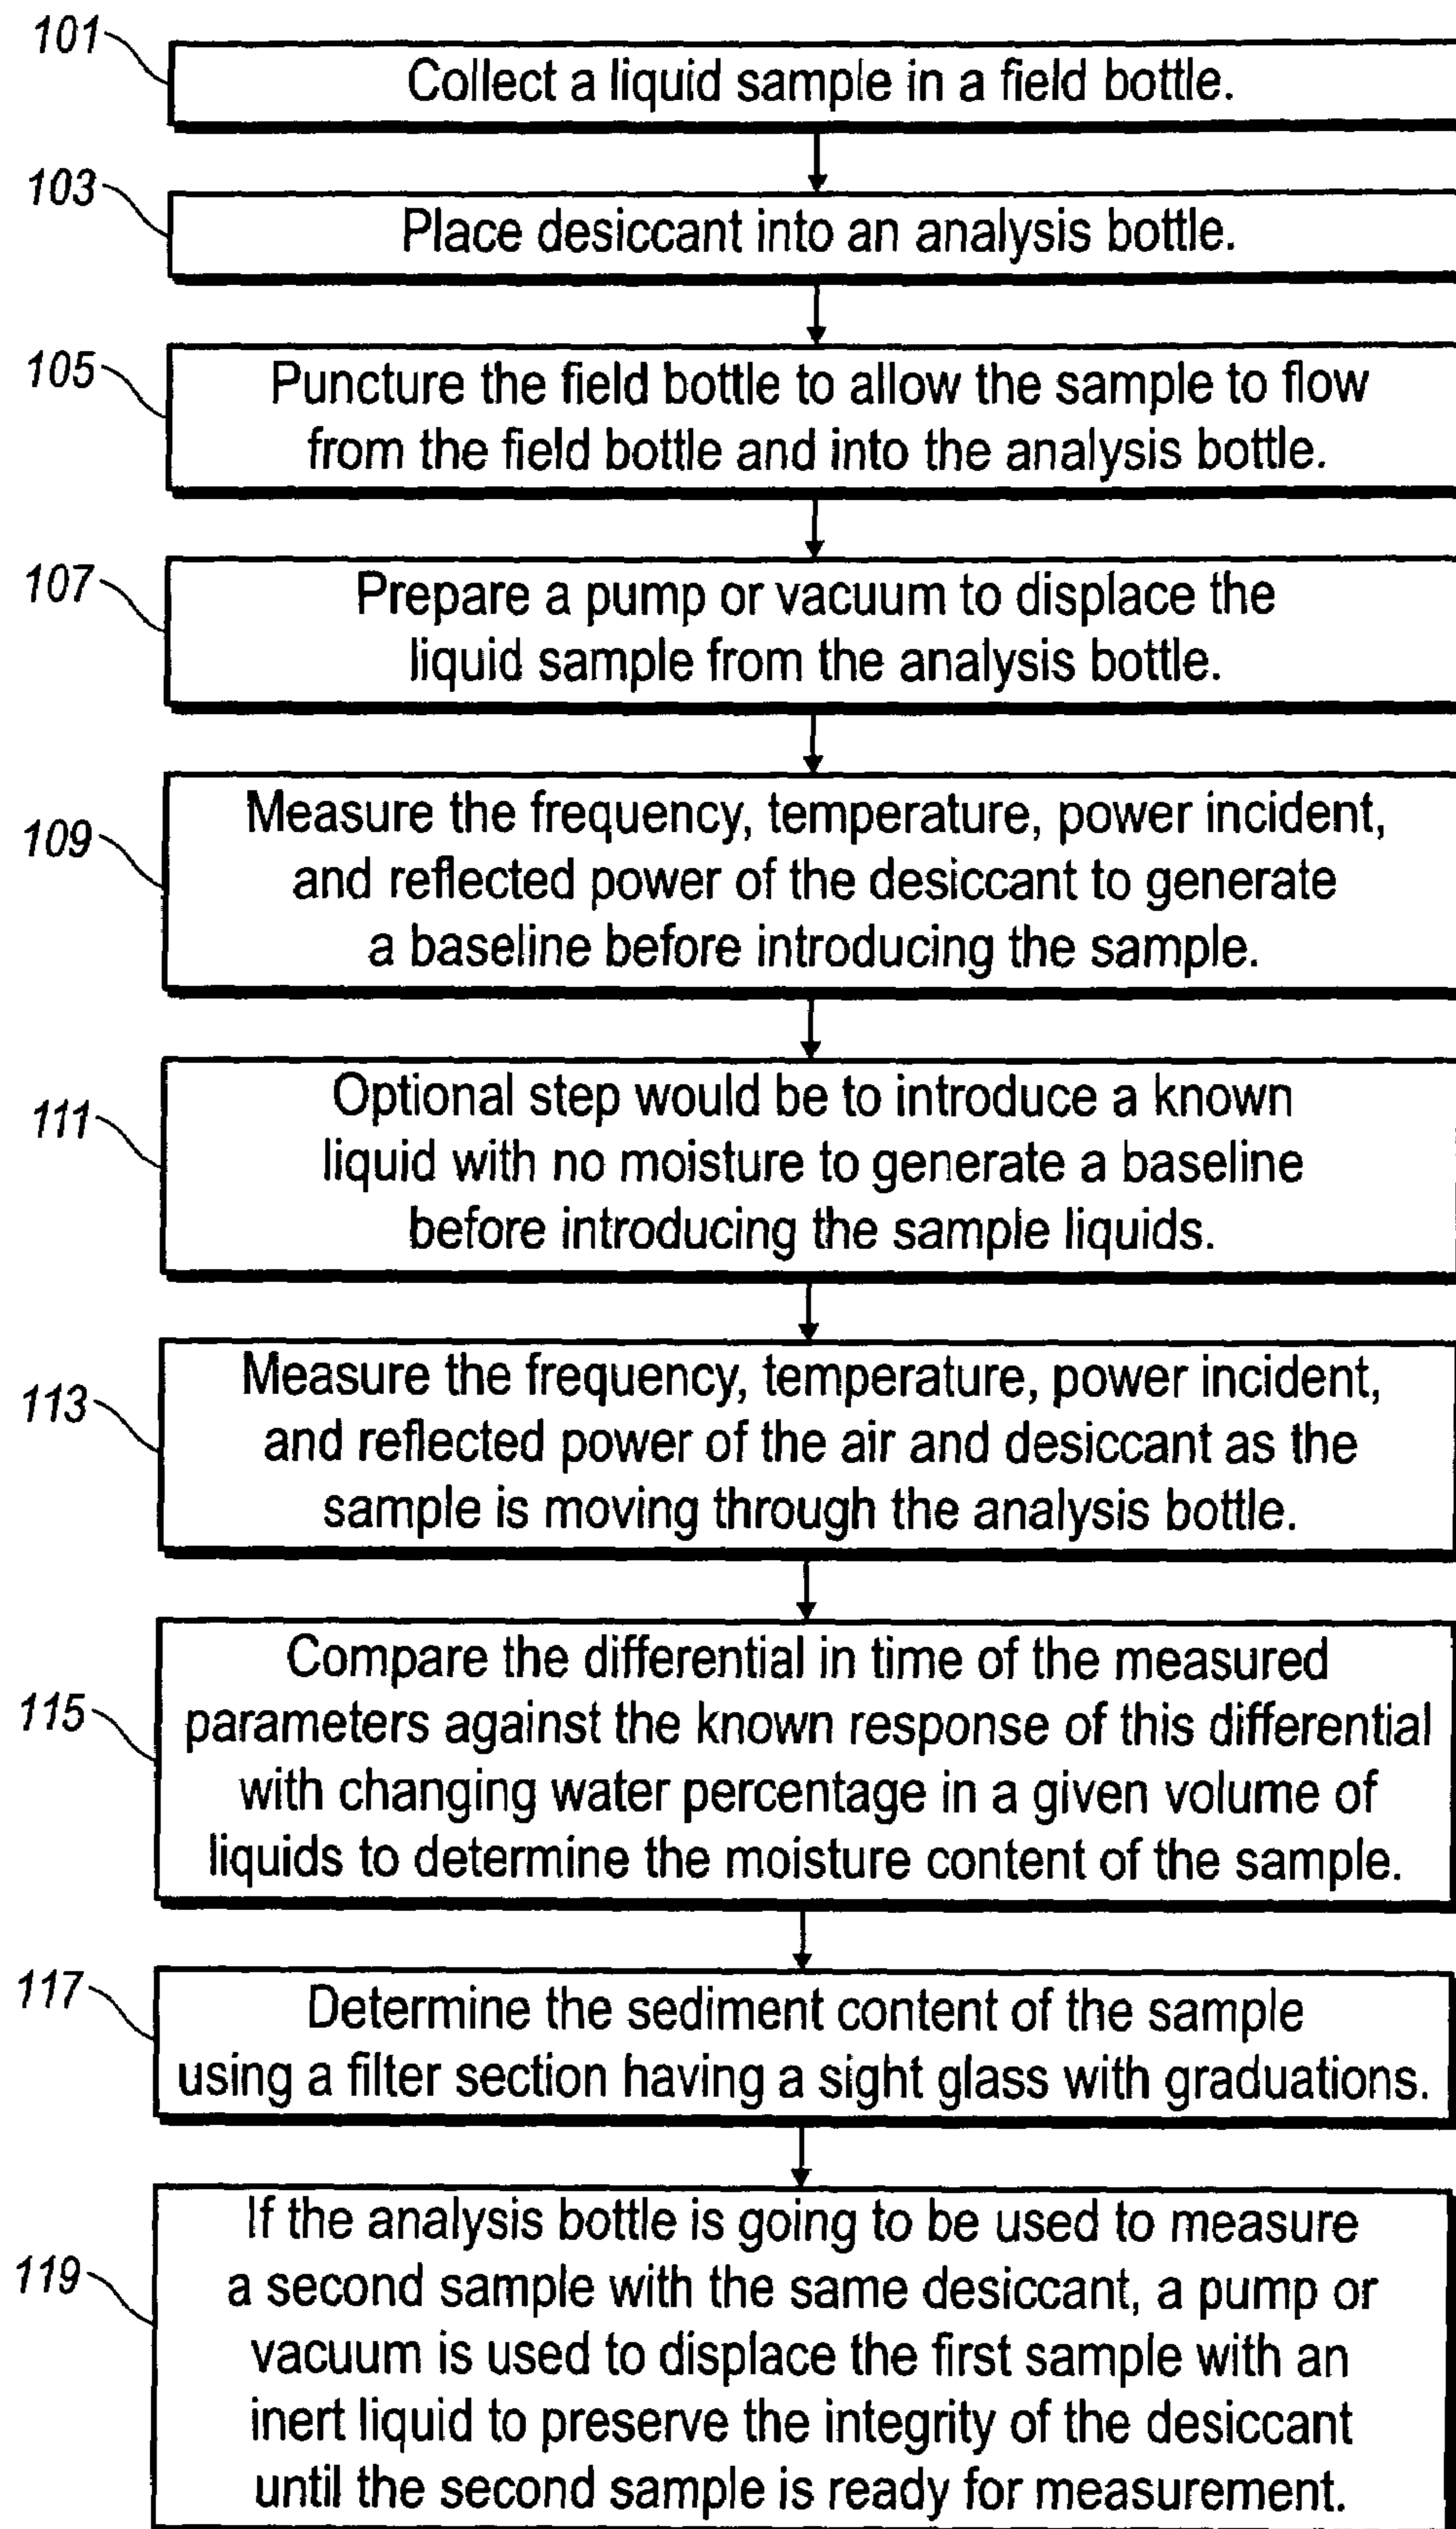 101
Collect a liquid sample in a field bottle.
103
Place desiccant into an analysis bottle.
105
Puncture the field bottle to allow the sample to flow
from the field bottle and into the analysis bottle.
107
Prepare a pump or vacuum to displace the
liquid sample from the analysis bottle.
109
Measure the frequency, temperature, power incident,
and reflected power of the desiccant to generate
a baseline before introducing the sample.
111
Optional step would be to introduce a known
liquid with no moisture to generate a baseline
before introducing the sample liquids.
113
Measure the frequency, temperature, power incident,
and reflected power of the air and desiccant as the
sample is moving through the analysis bottle.
115
Compare the differential in time of the measured
parameters against the known response of this differential
with changing water percentage in a given volume of
liquids to determine the moisture content of the sample.
117
Determine the sediment content of the sample
using a filter section having a sight glass with graduations.
119
If the analysis bottle is going to be used to measure
a second sample with the same desiccant, a pump or
vacuum is used to displace the first sample with an
inert liquid to preserve the integrity of the desiccant
until the second sample is ready for measurement.